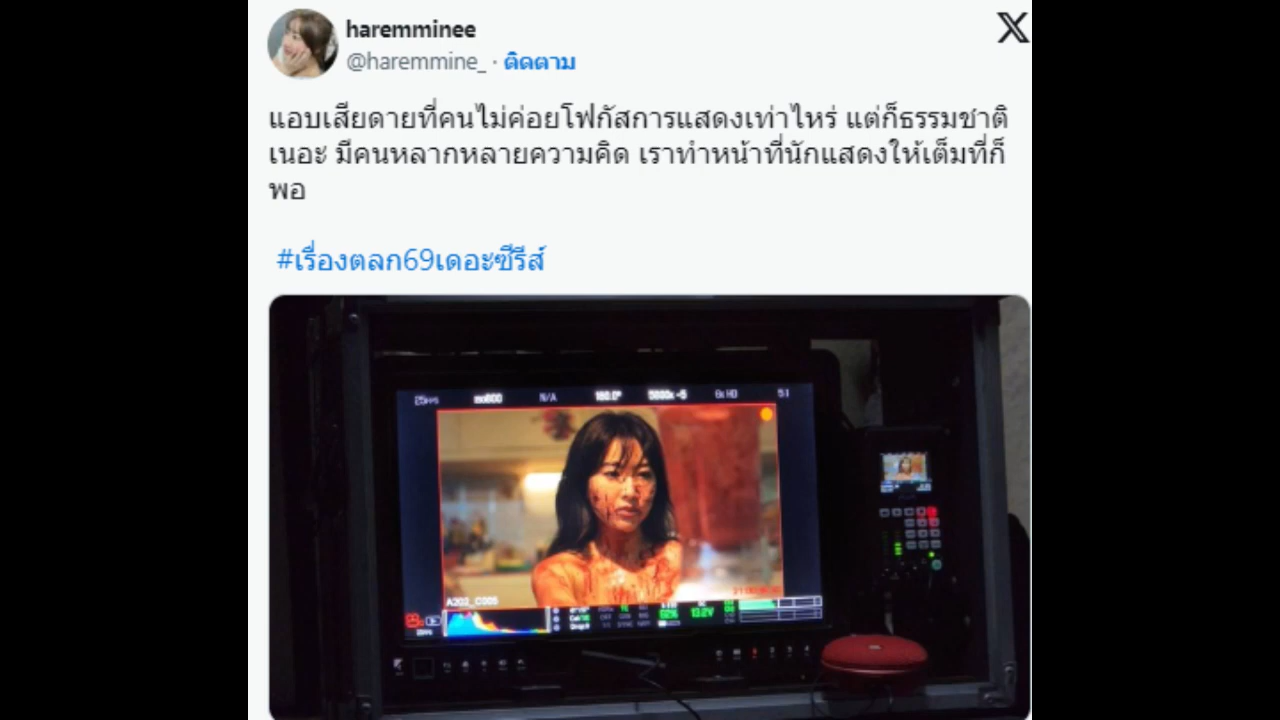 haremminee
@haremmine_ · ติดตาม
แอบเสียดายที่คนไม่ค่อยโฟกัสการแสดงเท่าไหร่ แต่ก็ธรรมชาติ
เนอะ มีคนหลากหลายความคิด เราทำหน้าที่นักแสดงให้เต็มที่ก็
พอ
#เรื่องตลก69เดอะซีรีส์
N/A
180.0°
A202_C005